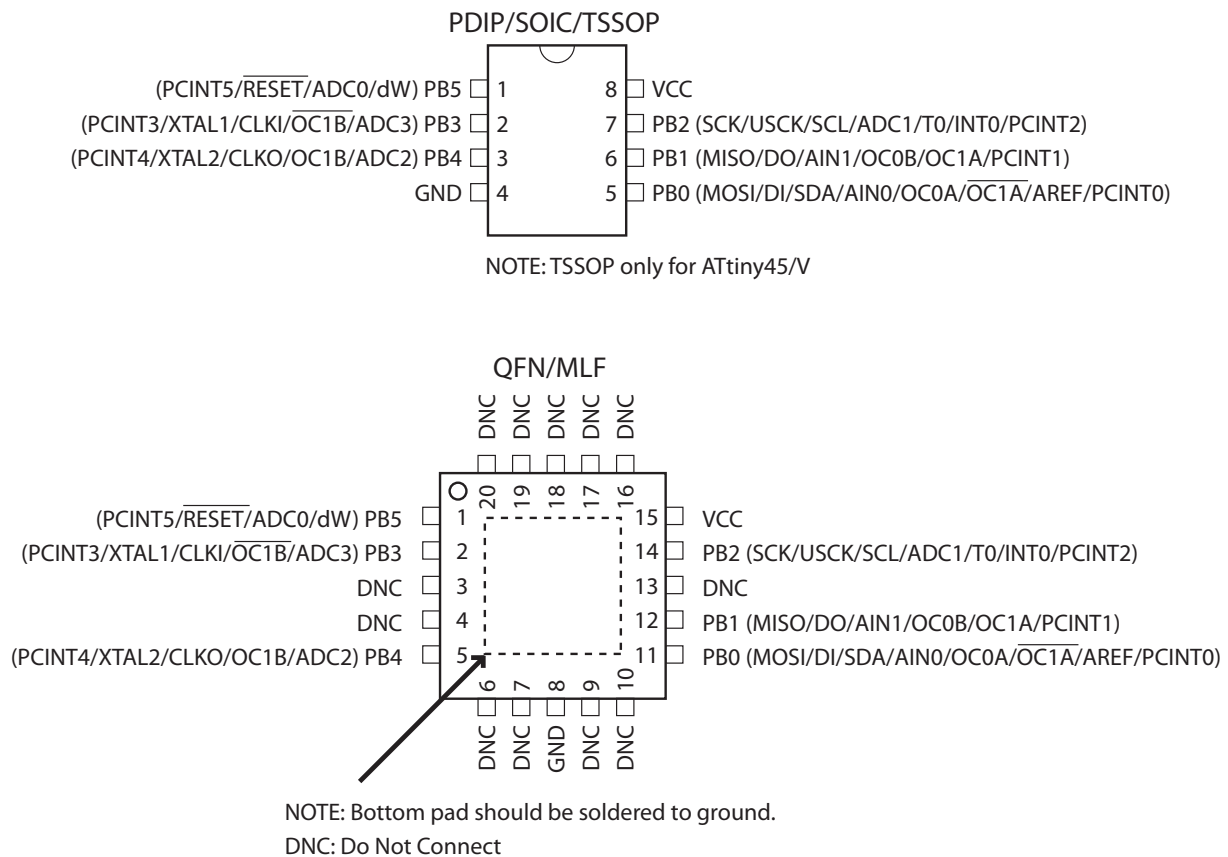 PDIP/SOIC/TSSOP
(PCINT5/RESET/ADC0/dW) PB5 1 8 VCC
(PCINT3/XTAL1/CLKI/OC1B/ADC3) PB3 2 7 PB2 (SCK/USCK/SCL/ADC1/T0/INT0/PCINT2)
(PCINT4/XTAL2/CLKO/OC1B/ADC2) PB4 3 6 PB1 (MISO/DO/AIN1/OC0B/OC1A/PCINT1)
GND 4 5 PB0 (MOSI/DI/SDA/AIN0/OC0A/OC1A/AREF/PCINT0)
NOTE: TSSOP only for ATtiny45/V
QFN/MLF
DNC DNC DNC DNC DNC
20 19 18 17 16
(PCINT5/RESET/ADC0/dW) PB5 1 15 VCC
(PCINT3/XTAL1/CLKI/OC1B/ADC3) PB3 2 14 PB2 (SCK/USCK/SCL/ADC1/T0/INT0/PCINT2)
DNC 3 13 DNC
DNC 4 12 PB1 (MISO/DO/AIN1/OC0B/OC1A/PCINT1)
(PCINT4/XTAL2/CLKO/OC1B/ADC2) PB4 5 11 PB0 (MOSI/DI/SDA/AIN0/OC0A/OC1A/AREF/PCINT0)
6 7 8 9 10
DNC DNC GND DNC DNC
NOTE: Bottom pad should be soldered to ground.
DNC: Do Not Connect